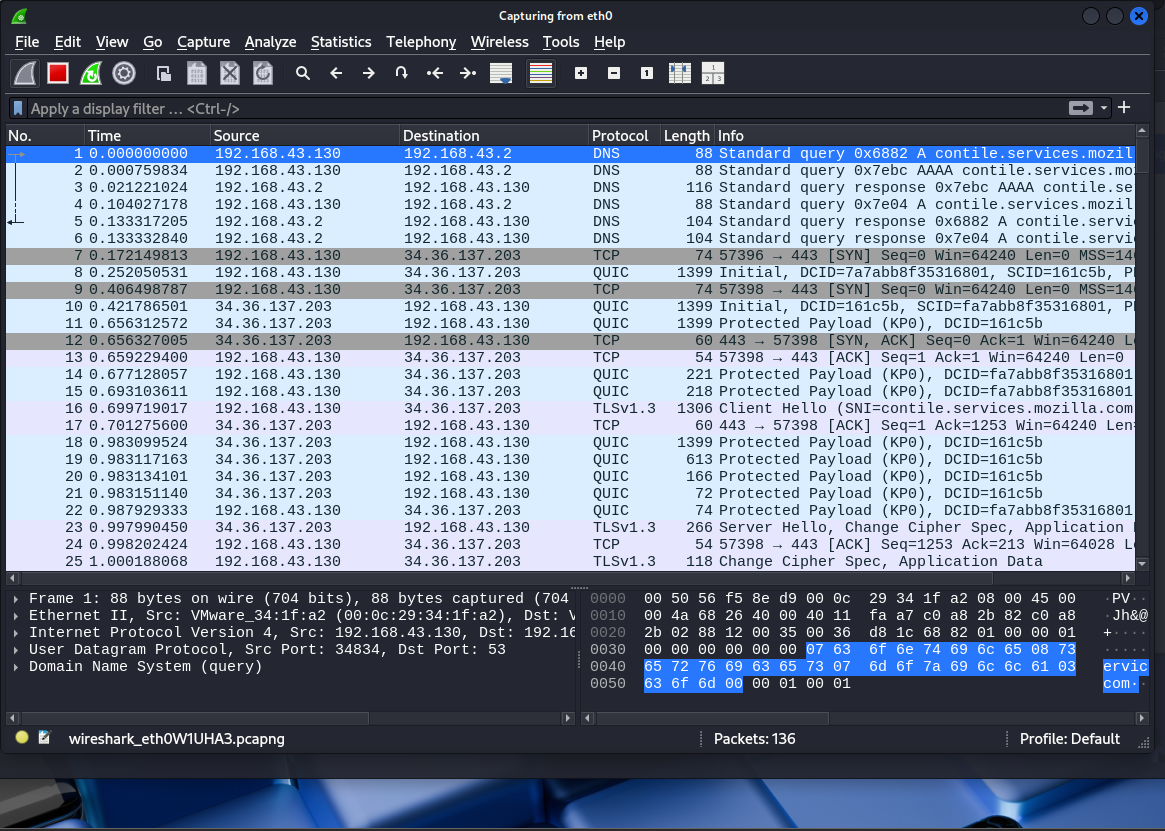 Capturing from eth0
File Edit View Go Capture Analyze Statistics Telephony Wireless Tools Help
Apply a display filter … <Ctrl-/>
No. Time Source Destination Protocol Length Info
1 0.000000000 192.168.43.130 192.168.43.2 DNS 88 Standard query 0x6882 A contile.services.mozil
2 0.000759834 192.168.43.130 192.168.43.2 DNS 88 Standard query 0x7ebc AAAA contile.services.mo
3 0.021221024 192.168.43.2 192.168.43.130 DNS 116 Standard query response 0x7ebc AAAA contile.se
4 0.104027178 192.168.43.130 192.168.43.2 DNS 88 Standard query 0x7e04 A contile.services.mozil
5 0.133317205 192.168.43.2 192.168.43.130 DNS 104 Standard query response 0x6882 A contile.servi
6 0.133332840 192.168.43.2 192.168.43.130 DNS 104 Standard query response 0x7e04 A contile.servi
7 0.172149813 192.168.43.130 34.36.137.203 TCP 74 57396 → 443 [SYN] Seq=0 Win=64240 Len=0 MSS=146
8 0.252050531 192.168.43.130 34.36.137.203 QUIC 1399 Initial, DCID=7a7abb8f35316801, SCID=161c5b, P
9 0.406498787 192.168.43.130 34.36.137.203 TCP 74 57398 → 443 [SYN] Seq=0 Win=64240 Len=0 MSS=146
10 0.421786501 34.36.137.203 192.168.43.130 QUIC 1399 Initial, DCID=161c5b, SCID=fa7abb8f35316801, P
11 0.656312572 34.36.137.203 192.168.43.130 QUIC 1399 Protected Payload (KP0), DCID=161c5b
12 0.656327005 34.36.137.203 192.168.43.130 TCP 60 443 → 57398 [SYN, ACK] Seq=0 Ack=1 Win=64240 L
13 0.659229400 192.168.43.130 34.36.137.203 TCP 54 57398 → 443 [ACK] Seq=1 Ack=1 Win=64240 Len=0
14 0.677128057 192.168.43.130 34.36.137.203 QUIC 221 Protected Payload (KP0), DCID=fa7abb8f35316801
15 0.693103611 192.168.43.130 34.36.137.203 QUIC 218 Protected Payload (KP0), DCID=fa7abb8f35316801
16 0.699719017 192.168.43.130 34.36.137.203 TLSv1.3 1306 Client Hello (SNI=contile.services.mozilla.com
17 0.701275600 34.36.137.203 192.168.43.130 TCP 60 443 → 57398 [ACK] Seq=1 Ack=1253 Win=64240 Len=
18 0.983099524 34.36.137.203 192.168.43.130 QUIC 1399 Protected Payload (KP0), DCID=161c5b
19 0.983117163 34.36.137.203 192.168.43.130 QUIC 613 Protected Payload (KP0), DCID=161c5b
20 0.983134101 34.36.137.203 192.168.43.130 QUIC 166 Protected Payload (KP0), DCID=161c5b
21 0.983151140 34.36.137.203 192.168.43.130 QUIC 72 Protected Payload (KP0), DCID=161c5b
22 0.987929333 192.168.43.130 34.36.137.203 QUIC 74 Protected Payload (KP0), DCID=fa7abb8f35316801
23 0.997990450 34.36.137.203 192.168.43.130 TLSv1.3 266 Server Hello, Change Cipher Spec, Application
24 0.998202424 192.168.43.130 34.36.137.203 TCP 54 57398 → 443 [ACK] Seq=1253 Ack=213 Win=64028 L
25 1.000188068 192.168.43.130 34.36.137.203 TLSv1.3 118 Change Cipher Spec, Application Data
Frame 1: 88 bytes on wire (704 bits), 88 bytes captured (704
Ethernet II, Src: VMware_34:1f:a2 (00:0c:29:34:1f:a2), Dst: V
Internet Protocol Version 4, Src: 192.168.43.130, Dst: 192.16
User Datagram Protocol, Src Port: 34834, Dst Port: 53
Domain Name System (query)
0000 00 50 56 f5 8e d9 00 0c 29 34 1f a2 08 00 45 00 ·PV··
0010 00 4a 68 26 40 00 40 11 fa a7 c0 a8 2b 82 c0 a8 ·Jh&@
0020 2b 02 88 12 00 35 00 36 d8 1c 68 82 01 00 00 01 +····
0030 00 00 00 00 00 00 07 63 6f 6e 74 69 6c 65 08 73 ·····
0040 65 72 76 69 63 65 73 07 6d 6f 7a 69 6c 6c 61 03 ervic
0050 63 6f 6d 00 00 01 00 01 com··
wireshark_eth0W1UHA3.pcapng
Packets: 136
Profile: Default